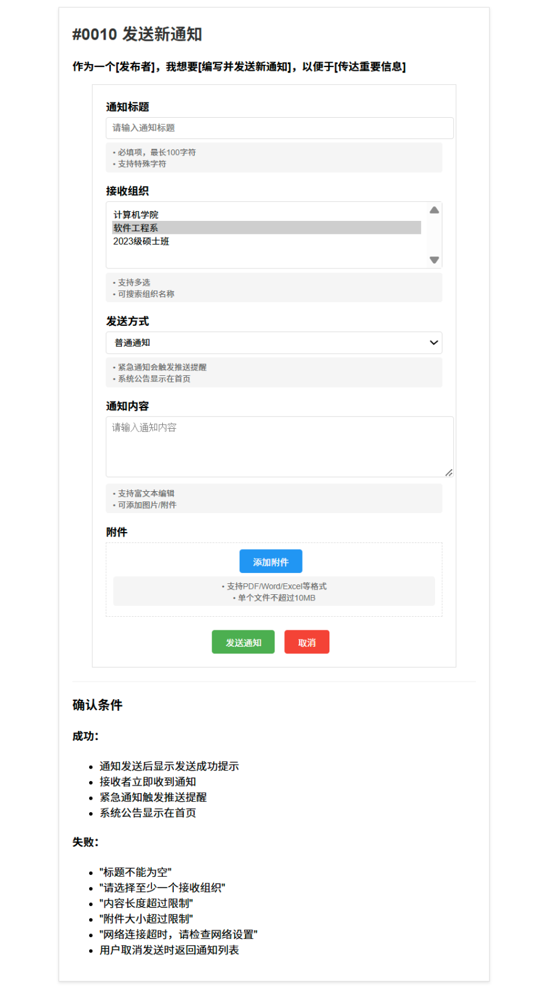 #0010 发送新通知
作为一个[发布者]，我想要[编写并发送新通知]，以便于[传达重要信息]
通知标题
请输入通知标题
• 必填项，最长100字符
• 支持特殊字符
接收组织
计算机学院
软件工程系
2023级硕士班
• 支持多选
• 可搜索组织名称
发送方式
普通通知
• 紧急通知会触发推送提醒
• 系统公告显示在首页
通知内容
请输入通知内容
• 支持富文本编辑
• 可添加图片/附件
附件
添加附件
• 支持PDF/Word/Excel等格式
• 单个文件不超过10MB
发送通知 取消
确认条件
成功：
• 通知发送后显示发送成功提示
• 接收者立即收到通知
• 紧急通知触发推送提醒
• 系统公告显示在首页
失败：
• "标题不能为空"
• "请选择至少一个接收组织"
• "内容长度超过限制"
• "附件大小超过限制"
• "网络连接超时，请检查网络设置"
• 用户取消发送时返回通知列表